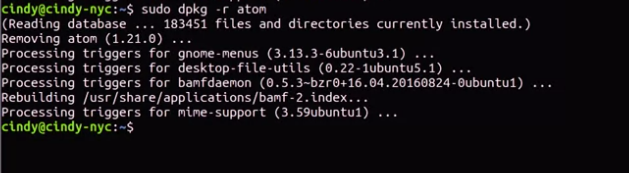 cindy@cindy-nyc:~$ sudo dpkg -r atom
(Reading database ... 183451 files and directories currently installed.)
Removing atom (1.21.0) ...
Processing triggers for gnome-menus (3.13.3-6ubuntu3.1) ...
Processing triggers for desktop-file-utils (0.22-1ubuntu5.1) ...
Processing triggers for bamfdaemon (0.5.3~bzr0+16.04.20160824-0ubuntu1) ...
Rebuilding /usr/share/applications/bamf-2.index...
Processing triggers for mime-support (3.59ubuntu1) ...
cindy@cindy-nyc:~$